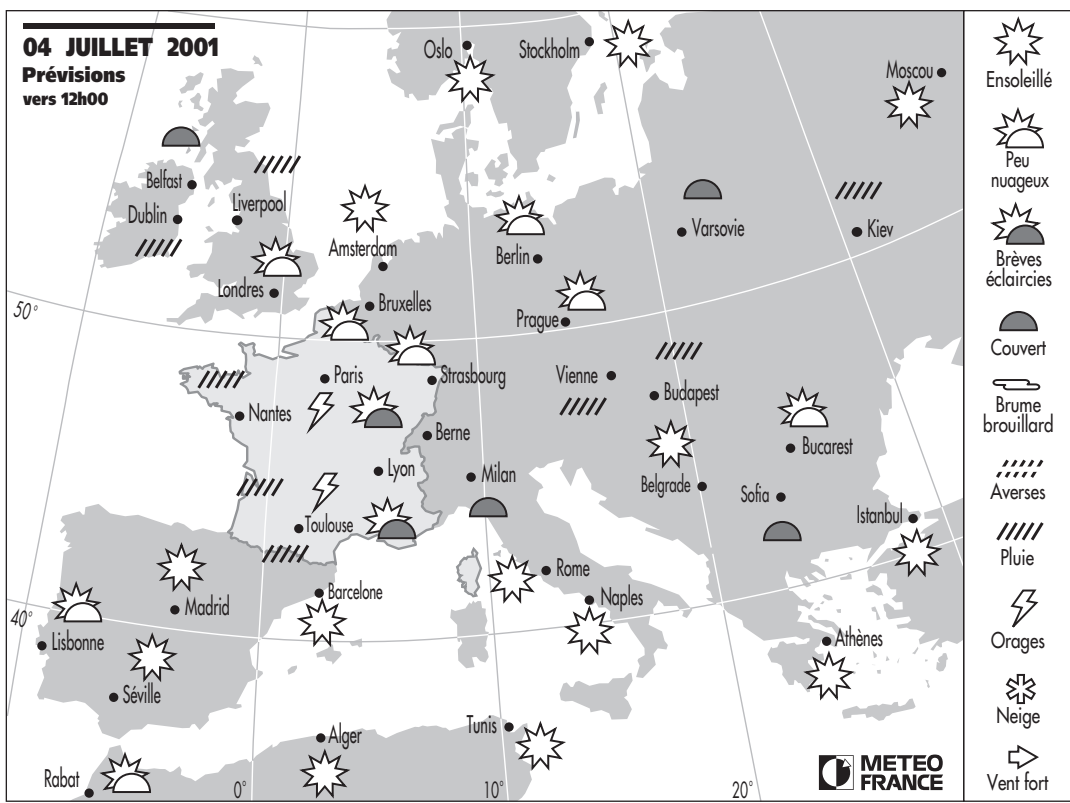 04 JUILLET 2001
Prévisions
vers 12h00
Oslo
Stockholm
Moscou
Belfast
Dublin
Liverpool
Amsterdam
Londres
Bruxelles
Berlin
Varsovie
Kiev
Prague
50°
Paris
Strasbourg
Vienne
Budapest
Nantes
Berne
Bucarest
Lyon
Milan
Belgrade
Sofia
Istanbul
Toulouse
Rome
Barcelone
Naples
Madrid
40°
Lisbonne
Athènes
Séville
Tunis
Alger
Rabat
0°
10°
20°
METEO
FRANCE
Ensoleillé
Peu
nuageux
Brèves
éclaircies
Couvert
Brume
brouillard
Averses
Pluie
Orages
Neige
Vent fort